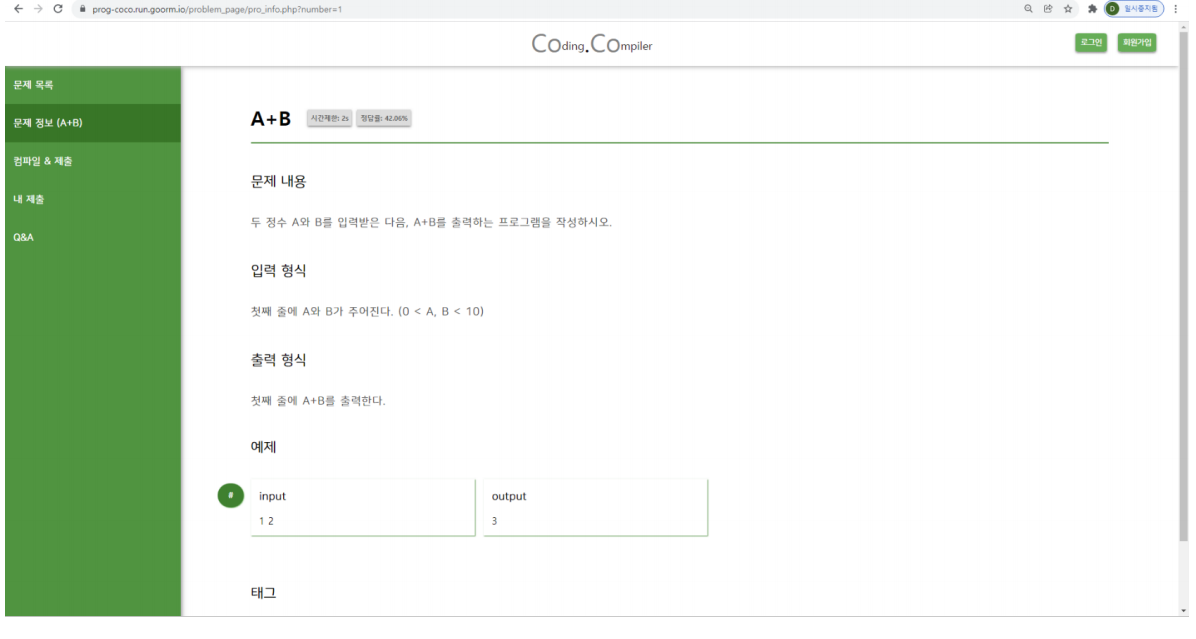 prog-coco.run.goorm.io/problem_page/pro_info.php?number=1
D 일시중지됨
COding.COmpiler
로그인 회원가입
문제 목록
문제 정보 (A+B)
컴파일 & 제출
내 제출
Q&A
A+B 시간제한: 2s 정답율: 42.06%
문제 내용
두 정수 A와 B를 입력받은 다음, A+B를 출력하는 프로그램을 작성하시오.
입력 형식
첫째 줄에 A와 B가 주어진다. (0 < A, B < 10)
출력 형식
첫째 줄에 A+B를 출력한다.
예제
#
input
1 2
output
3
태그